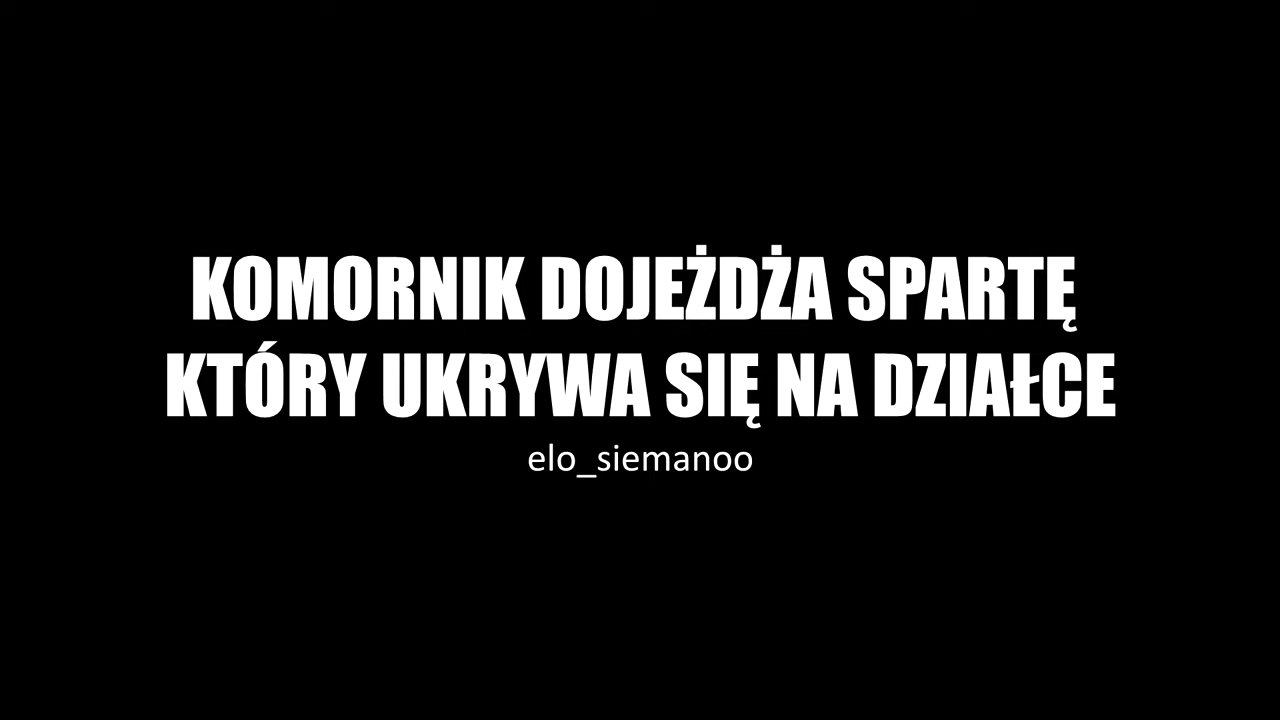 KOMORNIK DOJEŻDŻA SPARTĘ
KTÓRY UKRYWA SIĘ NA DZIAŁCE
elo_siemanoo